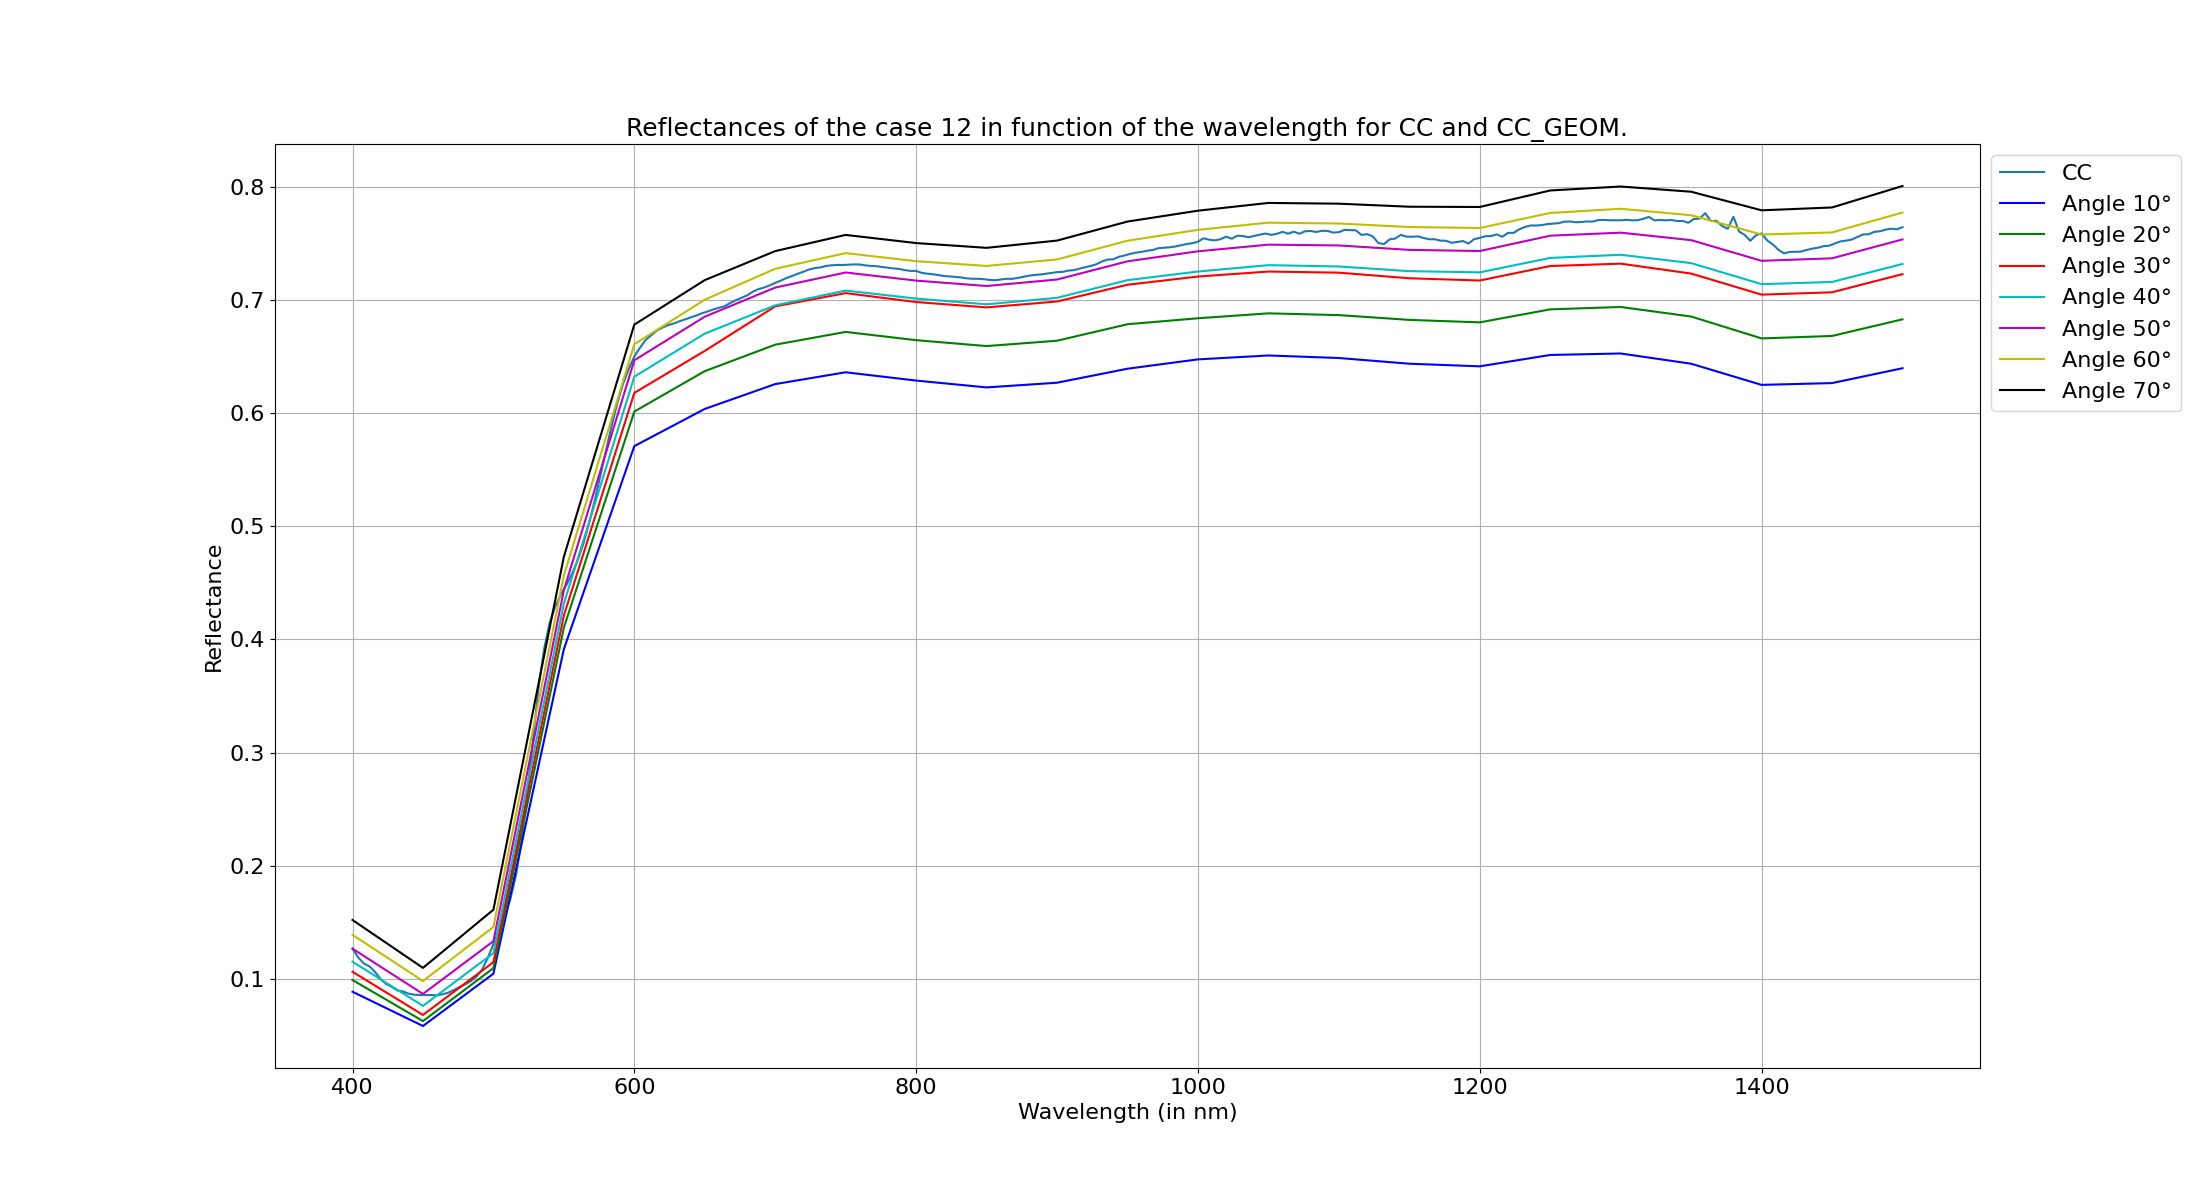 Reflectances of the case 12 in function of the wavelength for CC and CC_GEOM.
CC
Angle 10°
Angle 20°
Angle 30°
Angle 40°
Angle 50°
Angle 60°
Angle 70°
Reflectance
0.8
0.7
0.6
0.5
0.4
0.3
0.2
0.1
400 600 800 1000 1200 1400
Wavelength (in nm)